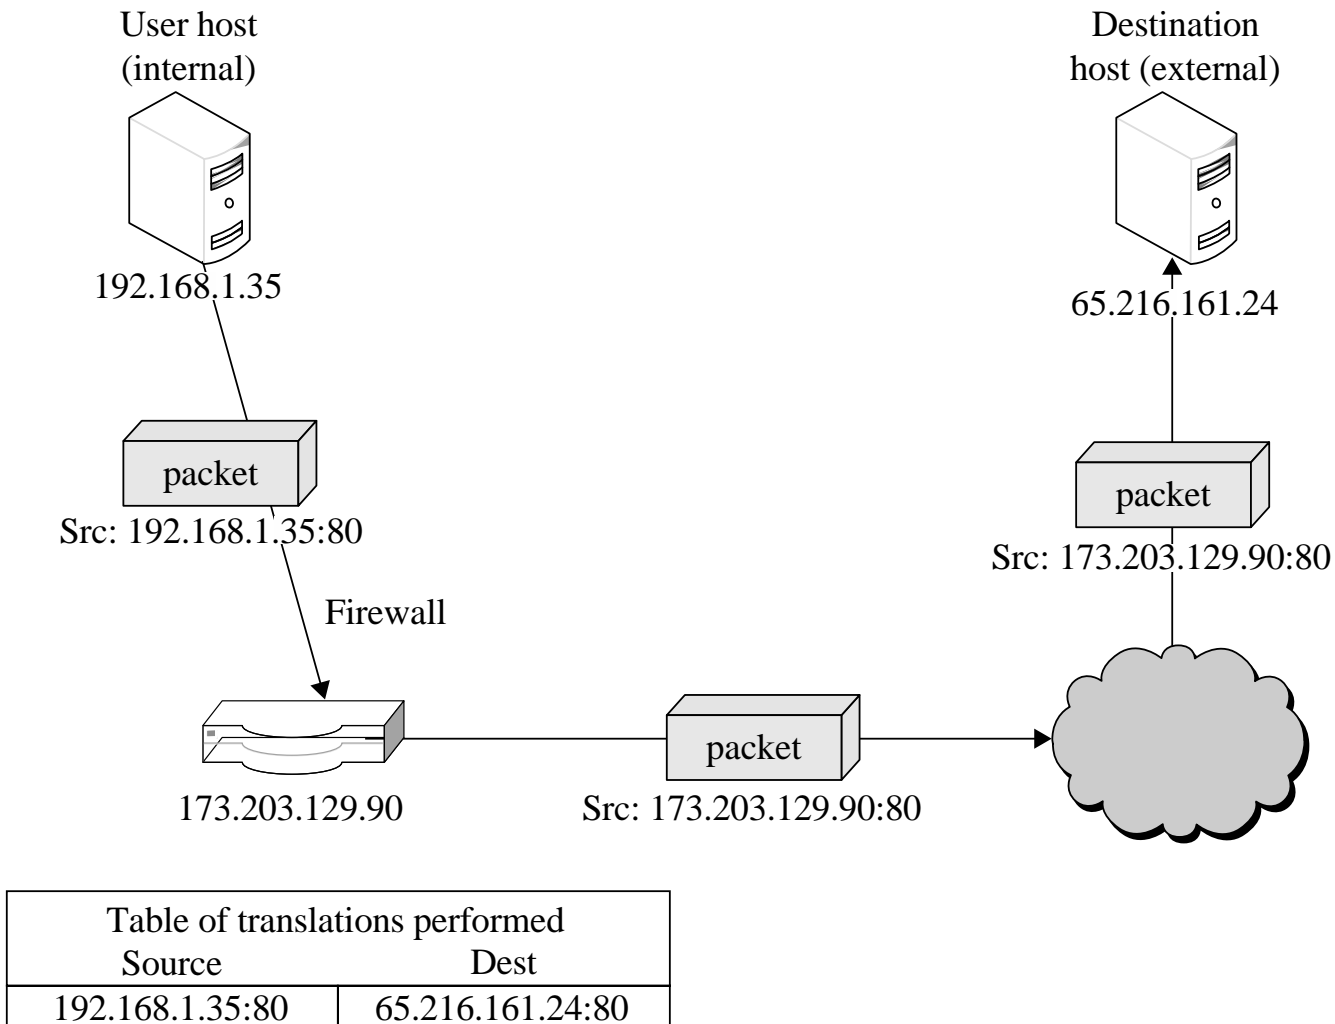 User host
(internal)
Destination
host (external)
192.168.1.35
65.216.161.24
packet
Src: 192.168.1.35:80
packet
Src: 173.203.129.90:80
Firewall
173.203.129.90
packet
Src: 173.203.129.90:80
Table of translations performed
Source Dest
192.168.1.35:80 65.216.161.24:80